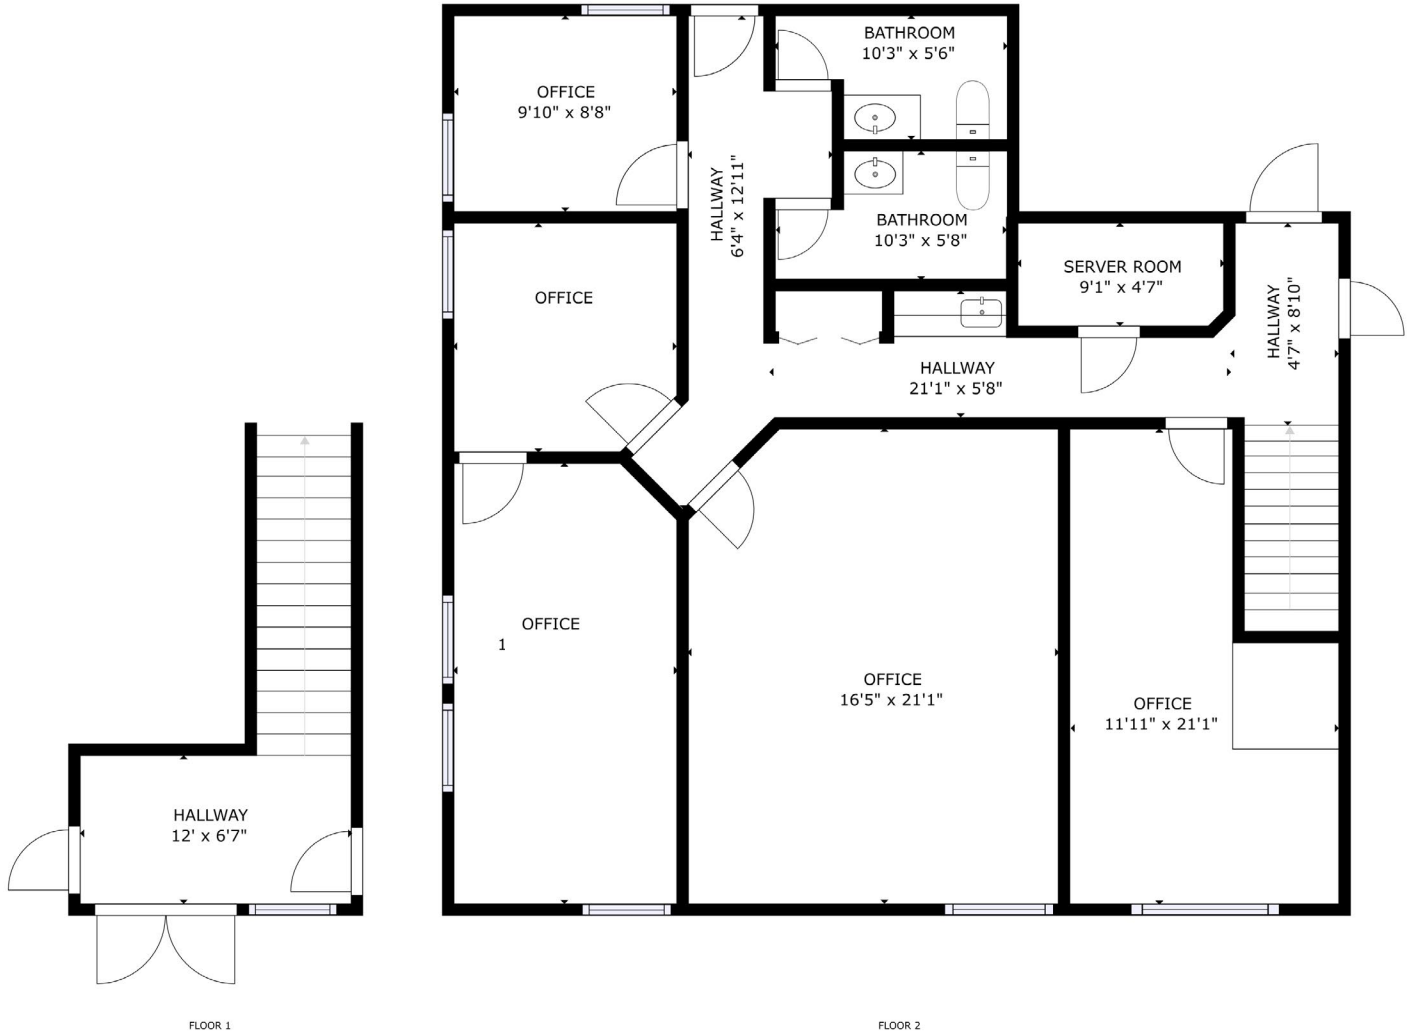 BATHROOM
10'3" x 5'6"
OFFICE
9'10" x 8'8"
HALLWAY
6'4" x 12'11"
BATHROOM
10'3" x 5'8"
SERVER ROOM
9'1" x 4'7"
OFFICE
HALLWAY
4'7" x 8'10"
HALLWAY
21'1" x 5'8"
OFFICE
1
OFFICE
16'5" x 21'1"
OFFICE
11'11" x 21'1"
HALLWAY
12' x 6'7"
FLOOR 1
FLOOR 2